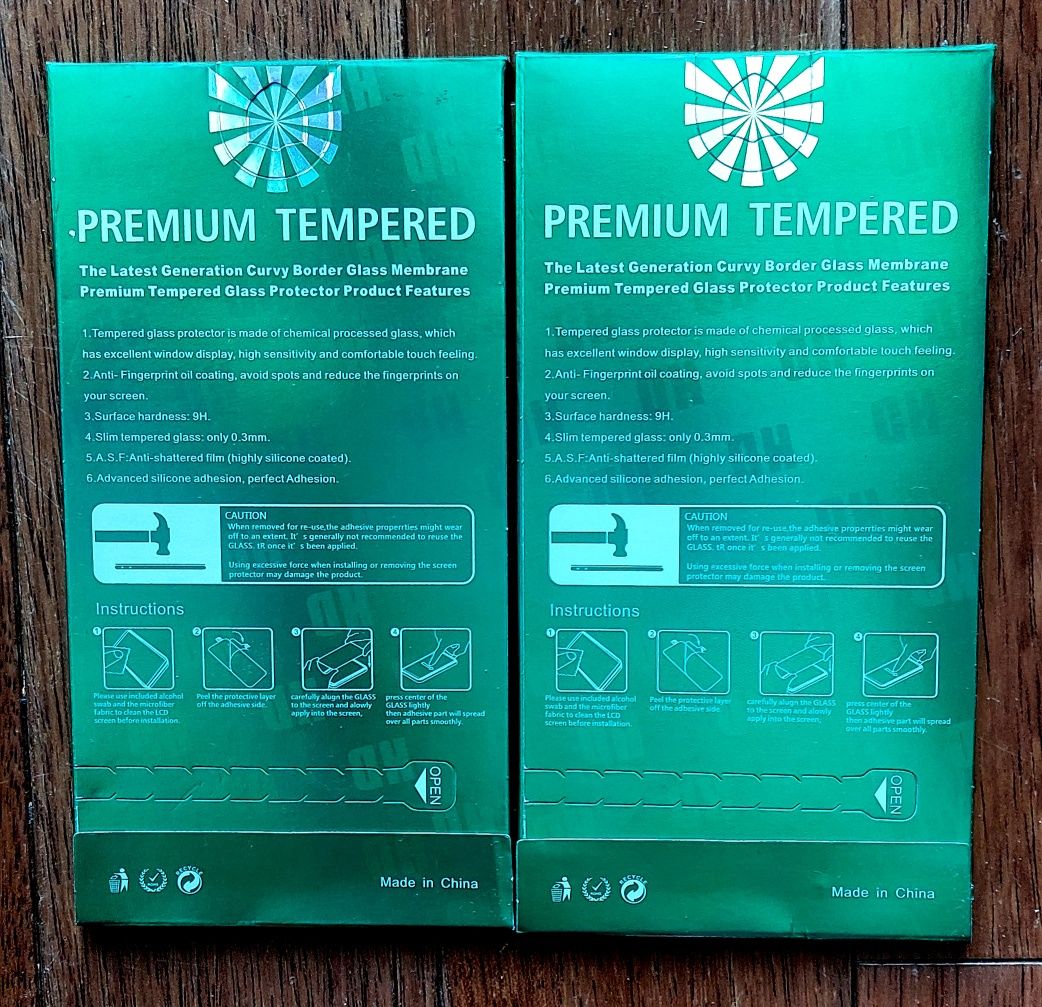 PREMIUM TEMPERED
The Latest Generation Curvy Border Glass Membrane
Premium Tempered Glass Protector Product Features
1.Tempered glass protector is made of chemical processed glass, which
has excellent window display, high sensitivity and comfortable touch feeling.
2.Anti- Fingerprint oil coating, avoid spots and reduce the fingerprints on
your screen.
3.Surface hardness: 9H.
4.Slim tempered glass: only 0.3mm.
5.A.S.F:Anti-shattered film (highly silicone coated).
6.Advanced silicone adhesion, perfect Adhesion.
CAUTION
When removed for re-use,the adhesive properrties might wear
off to an extent. It' s generally not recommended to reuse the
GLASS. tR once it' s been applied.
Using excessive force when installing or removing the screen
protector may damage the product.
Instructions
1
Please use included alcohol
swab and the microfiber
fabric to clean the LCD
screen before installation.
2
Peel the protective layer
off the adhesive side.
3
carefully alugn the GLASS
to the screen and alowly
apply into the screen,
4
press center of the
GLASS lightly
then adhesive part will spread
over all parts smoothly.
OPEN
ROHS
RECYCLE
Made in China
PREMIUM TEMPERED
The Latest Generation Curvy Border Glass Membrane
Premium Tempered Glass Protector Product Features
1.Tempered glass protector is made of chemical processed glass, which
has excellent window display, high sensitivity and comfortable touch feeling.
2.Anti- Fingerprint oil coating, avoid spots and reduce the fingerprints on
your screen.
3.Surface hardness: 9H.
4.Slim tempered glass: only 0.3mm.
5.A.S.F:Anti-shattered film (highly silicone coated).
6.Advanced silicone adhesion, perfect Adhesion.
CAUTION
When removed for re-use,the adhesive properrties might wear
off to an extent. It' s generally not recommended to reuse the
GLASS. tR once it' s been applied.
Using excessive force when installing or removing the screen
protector may damage the product.
Instructions
1
Please use included alcohol
swab and the microfiber
fabric to clean the LCD
screen before installation.
2
Peel the protective layer
off the adhesive side.
3
carefully alugn the GLASS
to the screen and alowly
apply into the screen,
4
press center of the
GLASS lightly
then adhesive part will spread
over all parts smoothly.
OPEN
ROHS
RECYCLE
Made in China